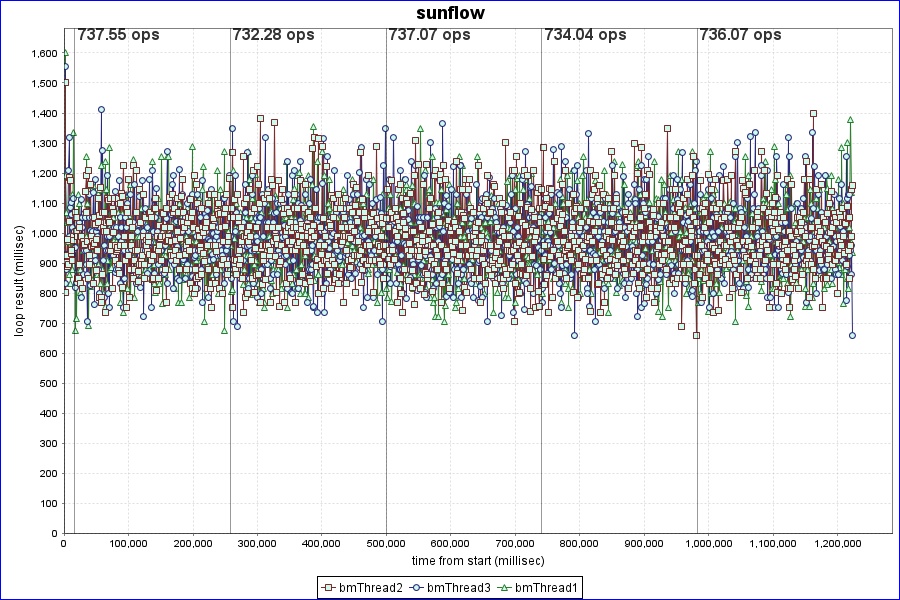 sunflow
737.55 ops 732.28 ops 737.07 ops 734.04 ops 736.07 ops
1,600
1,500
1,400
1,300
1,200
1,100
1,000
900
800
700
600
500
400
300
200
100
0
loop result (millisec)
0 100,000 200,000 300,000 400,000 500,000 600,000 700,000 800,000 900,000 1,000,000 1,100,000 1,200,000
time from start (millisec)
bmThread2 bmThread3 bmThread1